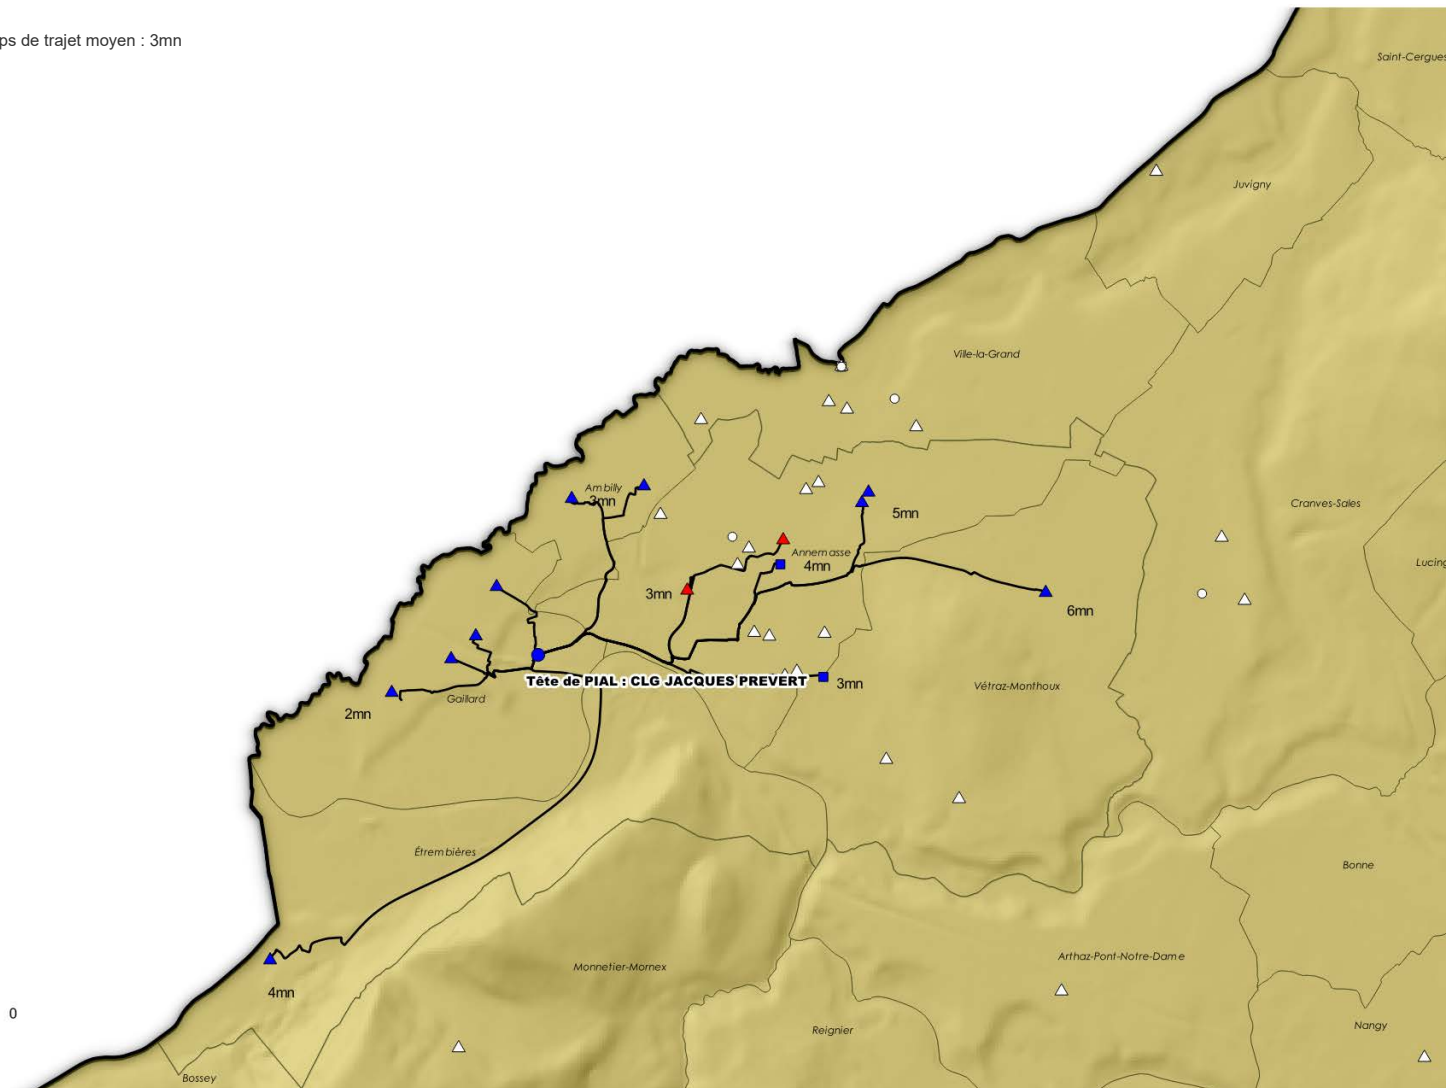 ps de trajet moyen : 3mn
Saint-Cergues
Juvigny
Ville-la-Grand
Ambilly
3mn
Cranves-Sales
5mn
Annemasse
4mn
Lucing
3mn
6mn
Tête de PIAL : CLG JACQUES PREVERT
3mn
Vétraz-Monthoux
Gaillard
2mn
Étrembières
Bonne
Monnetier-Mornex
Arthaz-Pont-Notre-Dame
4mn
0
Reignier
Nangy
Bossey